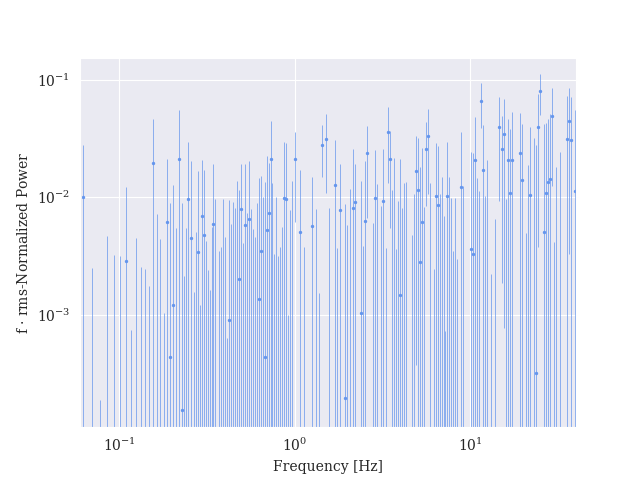 10⁻¹
10⁻²
10⁻³
f · rms-Normalized Power
10⁻¹ 10⁰ 10¹
Frequency [Hz]